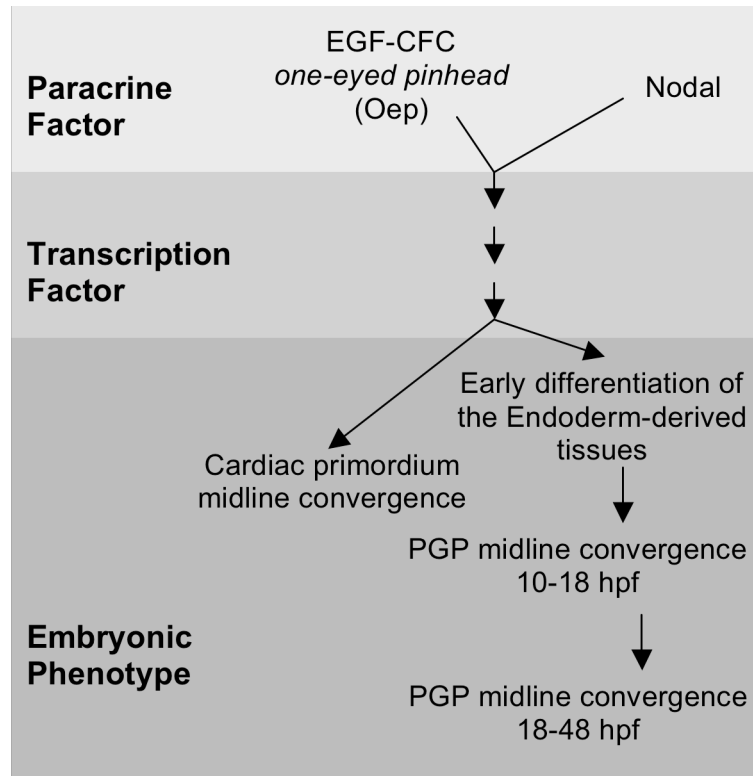 EGF-CFC
one-eyed pinhead
(Oep)
Nodal
Paracrine
Factor
Transcription
Factor
Early differentiation of
the Endoderm-derived
tissues
Cardiac primordium
midline convergence
PGP midline convergence
10-18 hpf
Embryonic
Phenotype
PGP midline convergence
18-48 hpf